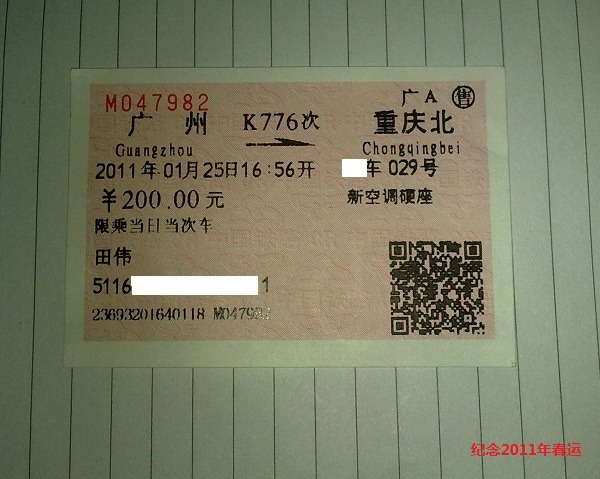 M047982
广A 售
广州 K776次 重庆北
Guangzhou Chongqingbei
2011年01月25日16:56开 车 029号
￥200.00元 新空调硬座
限乘当日当次车
田伟
5116 1
23693201640118 M047982
纪念2011年春运